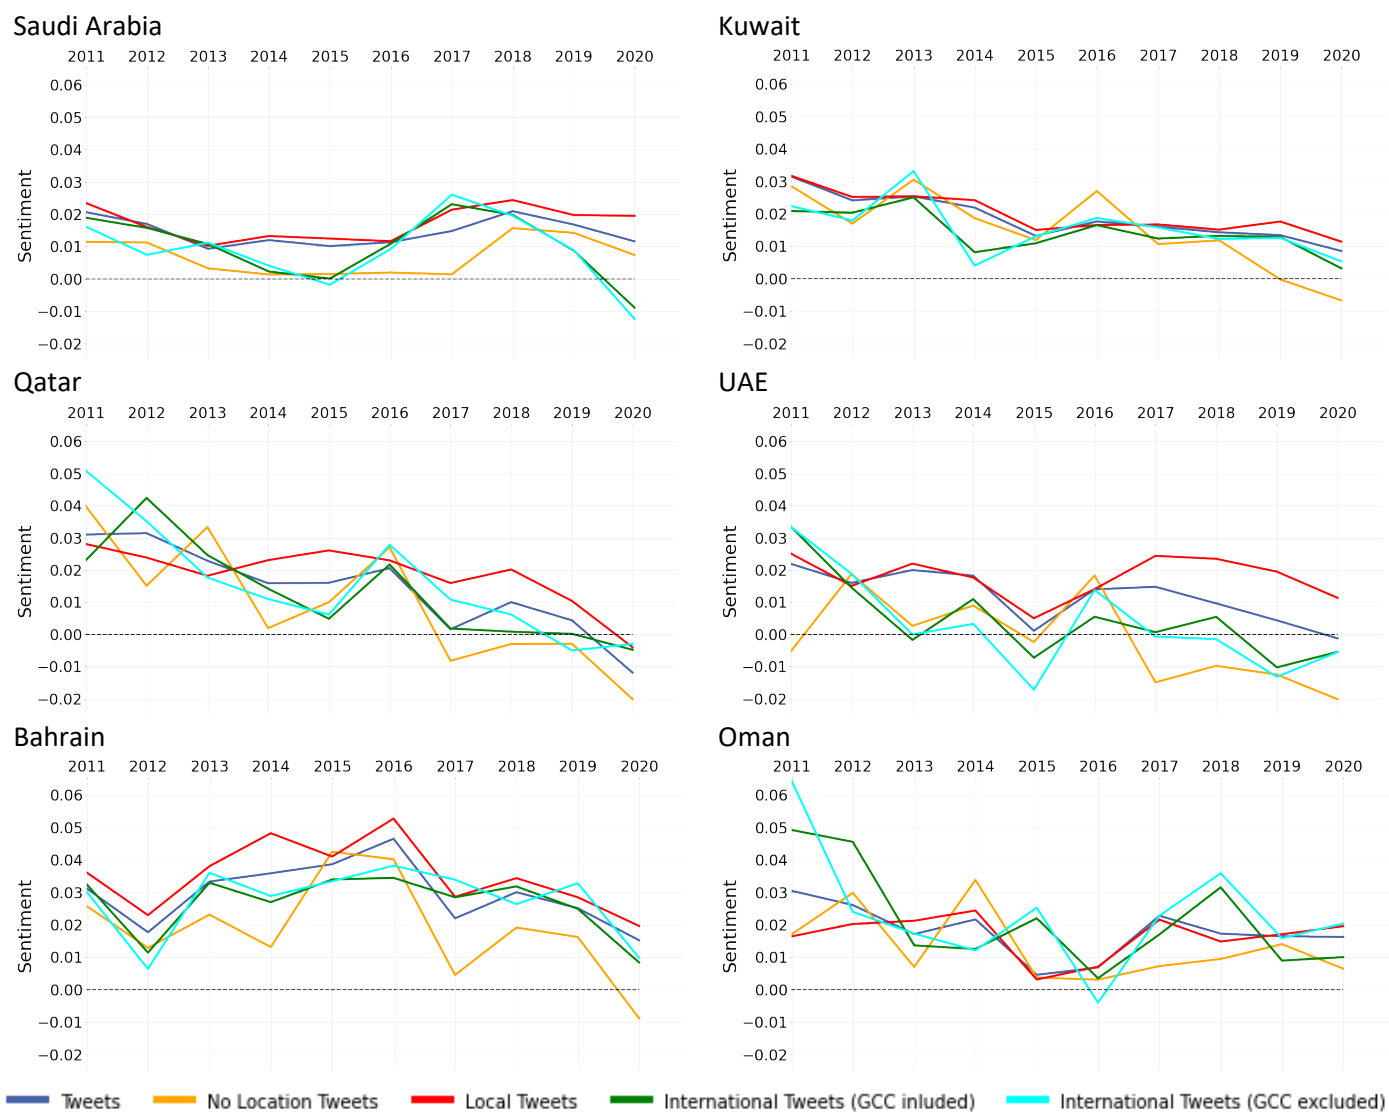 Saudi Arabia
2011 2012 2013 2014 2015 2016 2017 2018 2019 2020
0.06
0.05
0.04
0.03
0.02
0.01
0.00
−0.01
−0.02
Sentiment
Kuwait
2011 2012 2013 2014 2015 2016 2017 2018 2019 2020
0.06
0.05
0.04
0.03
0.02
0.01
0.00
−0.01
−0.02
Sentiment
Qatar
2011 2012 2013 2014 2015 2016 2017 2018 2019 2020
0.06
0.05
0.04
0.03
0.02
0.01
0.00
−0.01
−0.02
Sentiment
UAE
2011 2012 2013 2014 2015 2016 2017 2018 2019 2020
0.06
0.05
0.04
0.03
0.02
0.01
0.00
−0.01
−0.02
Sentiment
Bahrain
2011 2012 2013 2014 2015 2016 2017 2018 2019 2020
0.06
0.05
0.04
0.03
0.02
0.01
0.00
−0.01
−0.02
Sentiment
Oman
2011 2012 2013 2014 2015 2016 2017 2018 2019 2020
0.06
0.05
0.04
0.03
0.02
0.01
0.00
−0.01
−0.02
Sentiment
Tweets No Location Tweets Local Tweets International Tweets (GCC inluded) International Tweets (GCC excluded)